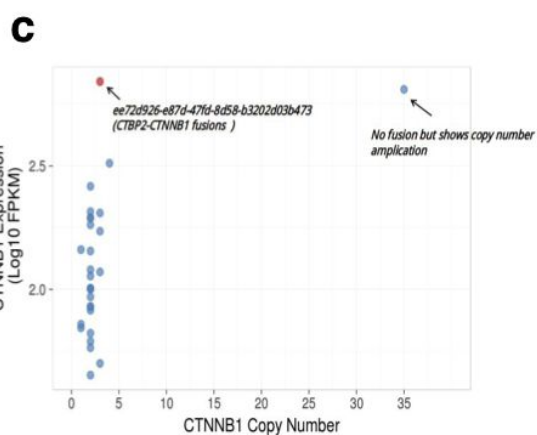 c
ee72d926-e87d-47fd-8d58-b3202d03b473
(CTBP2-CTNNB1 fusions )
No fusion but shows copy number
amplication
(Log10 FPKM)
2.5
2.0
0 5 10 15 20 25 30 35
CTNNB1 Copy Number